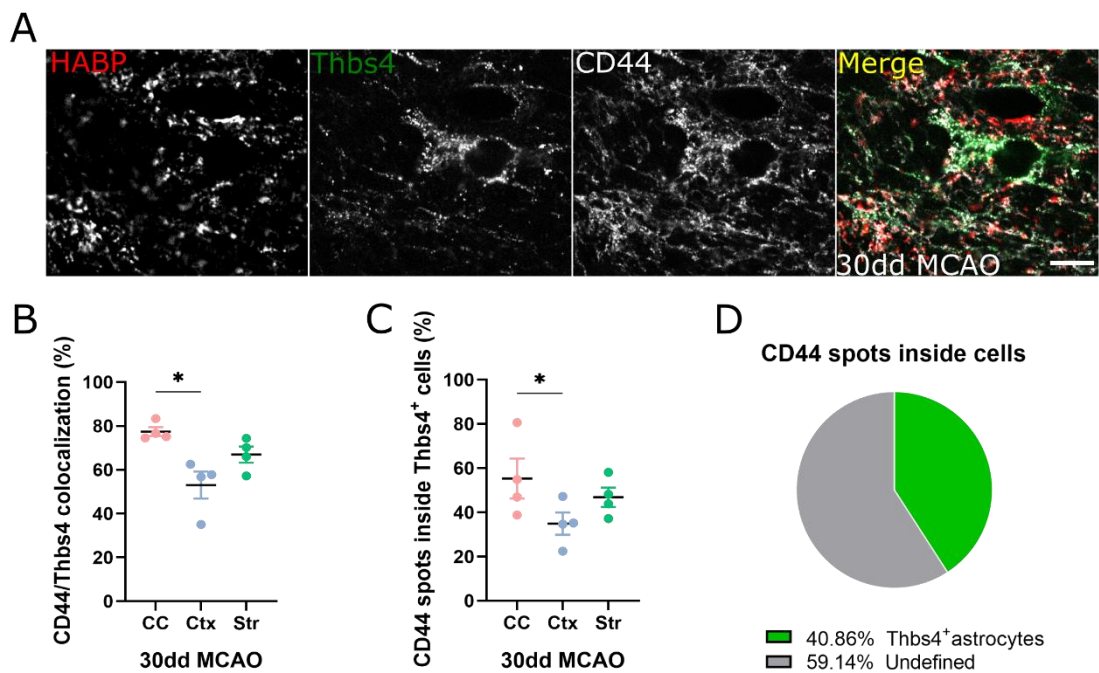 A
HABP
Thbs4
CD44
Merge
30dd MCAO
B
CD44/Thbs4 colocalization (%)
100
80
60
40
20
0
*
CC Ctx Str
30dd MCAO
C
CD44 spots inside Thbs4⁺ cells (%)
100
80
60
40
20
0
*
CC Ctx Str
30dd MCAO
D
CD44 spots inside cells
40.86% Thbs4⁺astrocytes
59.14% Undefined